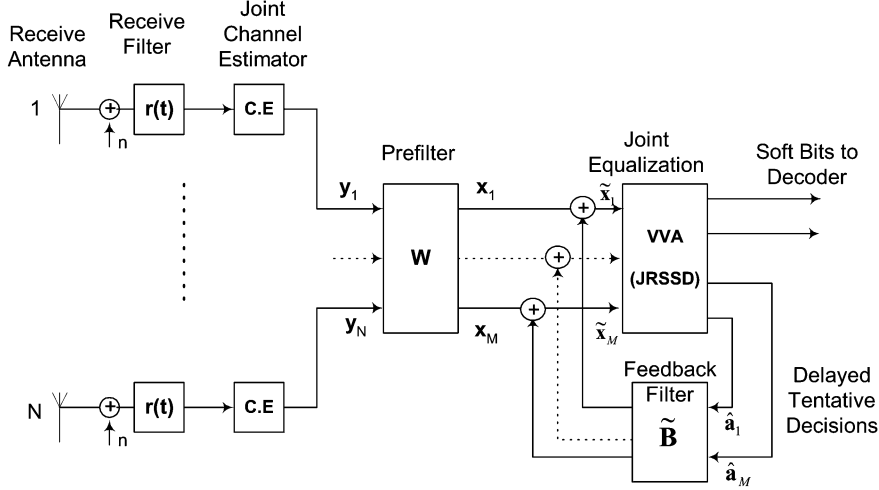 Receive
Antenna
Receive
Filter
Joint
Channel
Estimator
1
+
n
r(t)
C.E
Prefilter
Joint
Equalization
Soft Bits to
Decoder
y1
x1
+
x̃1
W
+
VVA
(JRSSD)
yN
xM
+
x̃M
N
+
n
r(t)
C.E
Feedback
Filter
B̃
â1
âM
Delayed
Tentative
Decisions